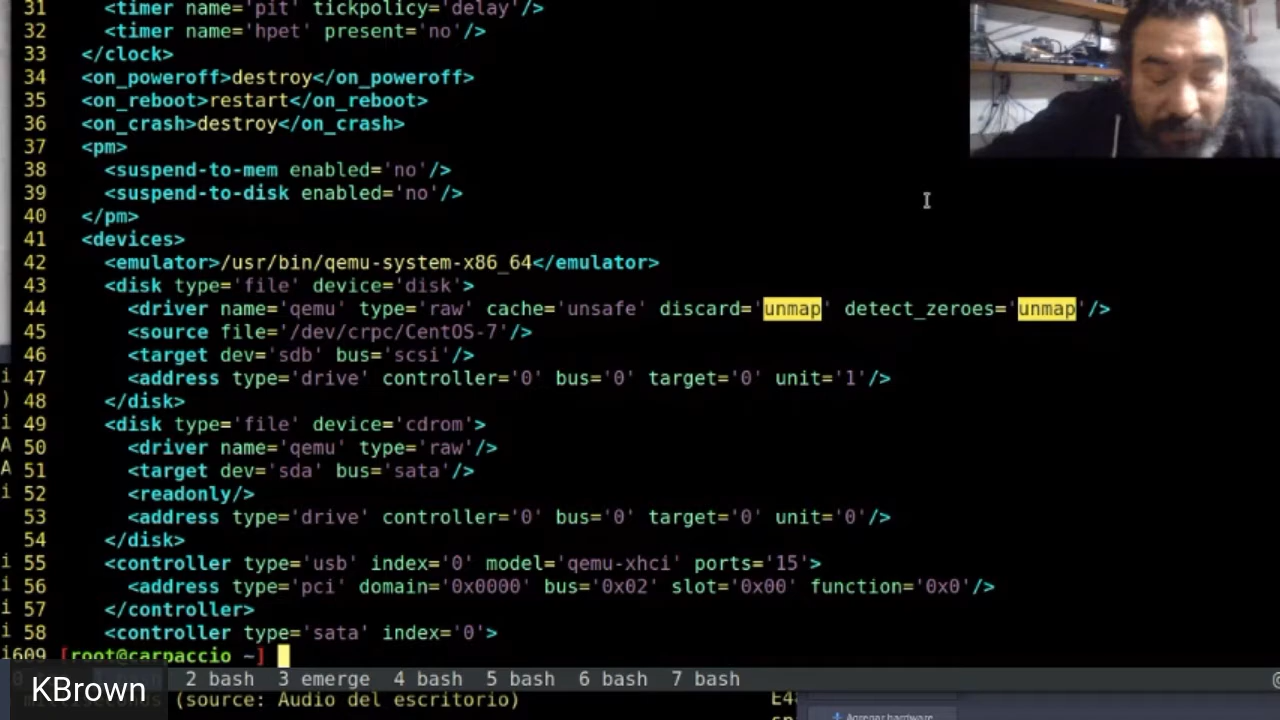 31     <timer name='pit' tickpolicy='delay'/>
32     <timer name='hpet' present='no'/>
33   </clock>
34   <on_poweroff>destroy</on_poweroff>
35   <on_reboot>restart</on_reboot>
36   <on_crash>destroy</on_crash>
37   <pm>
38     <suspend-to-mem enabled='no'/>
39     <suspend-to-disk enabled='no'/>
40   </pm>
41   <devices>
42     <emulator>/usr/bin/qemu-system-x86_64</emulator>
43     <disk type='file' device='disk'>
44       <driver name='qemu' type='raw' cache='unsafe' discard='unmap' detect_zeroes='unmap'/>
45       <source file='/dev/crpc/CentOS-7'/>
46       <target dev='sdb' bus='scsi'/>
i 47       <address type='drive' controller='0' bus='0' target='0' unit='1'/>
) 48     </disk>
i 49     <disk type='file' device='cdrom'>
A 50       <driver name='qemu' type='raw'/>
A 51       <target dev='sda' bus='sata'/>
i 52       <readonly/>
53       <address type='drive' controller='0' bus='0' target='0' unit='0'/>
54     </disk>
i 55     <controller type='usb' index='0' model='qemu-xhci' ports='15'>
i 56       <address type='pci' domain='0x0000' bus='0x02' slot='0x00' function='0x0'/>
i 57     </controller>
i 58     <controller type='sata' index='0'>
i609 [root@carpaccio ~]
2 bash  3 emerge  4 bash  5 bash  6 bash  7 bash
KBrown
(source: Audio del escritorio)
Agregar hardware